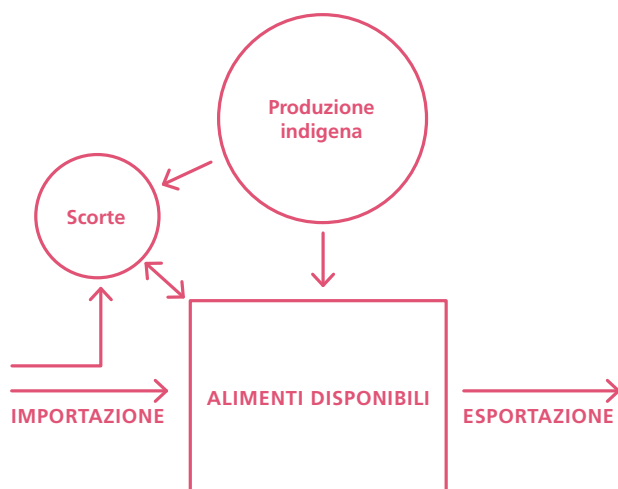 Produzione
indigena
Scorte
ALIMENTI DISPONIBILI
IMPORTAZIONE
ESPORTAZIONE